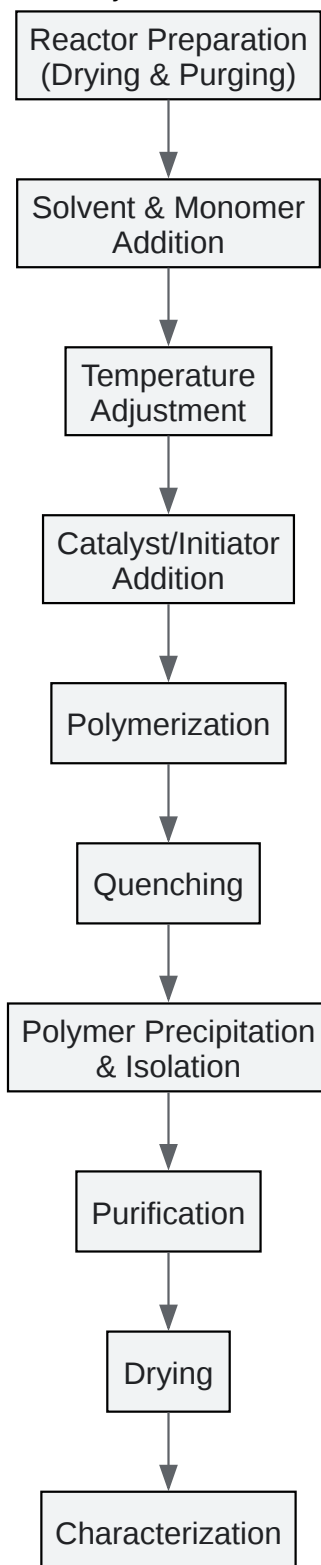 Reactor Preparation
(Drying & Purging)
Solvent & Monomer
Addition
Temperature
Adjustment
Catalyst/Initiator
Addition
Polymerization
Quenching
Polymer Precipitation
& Isolation
Purification
Drying
Characterization